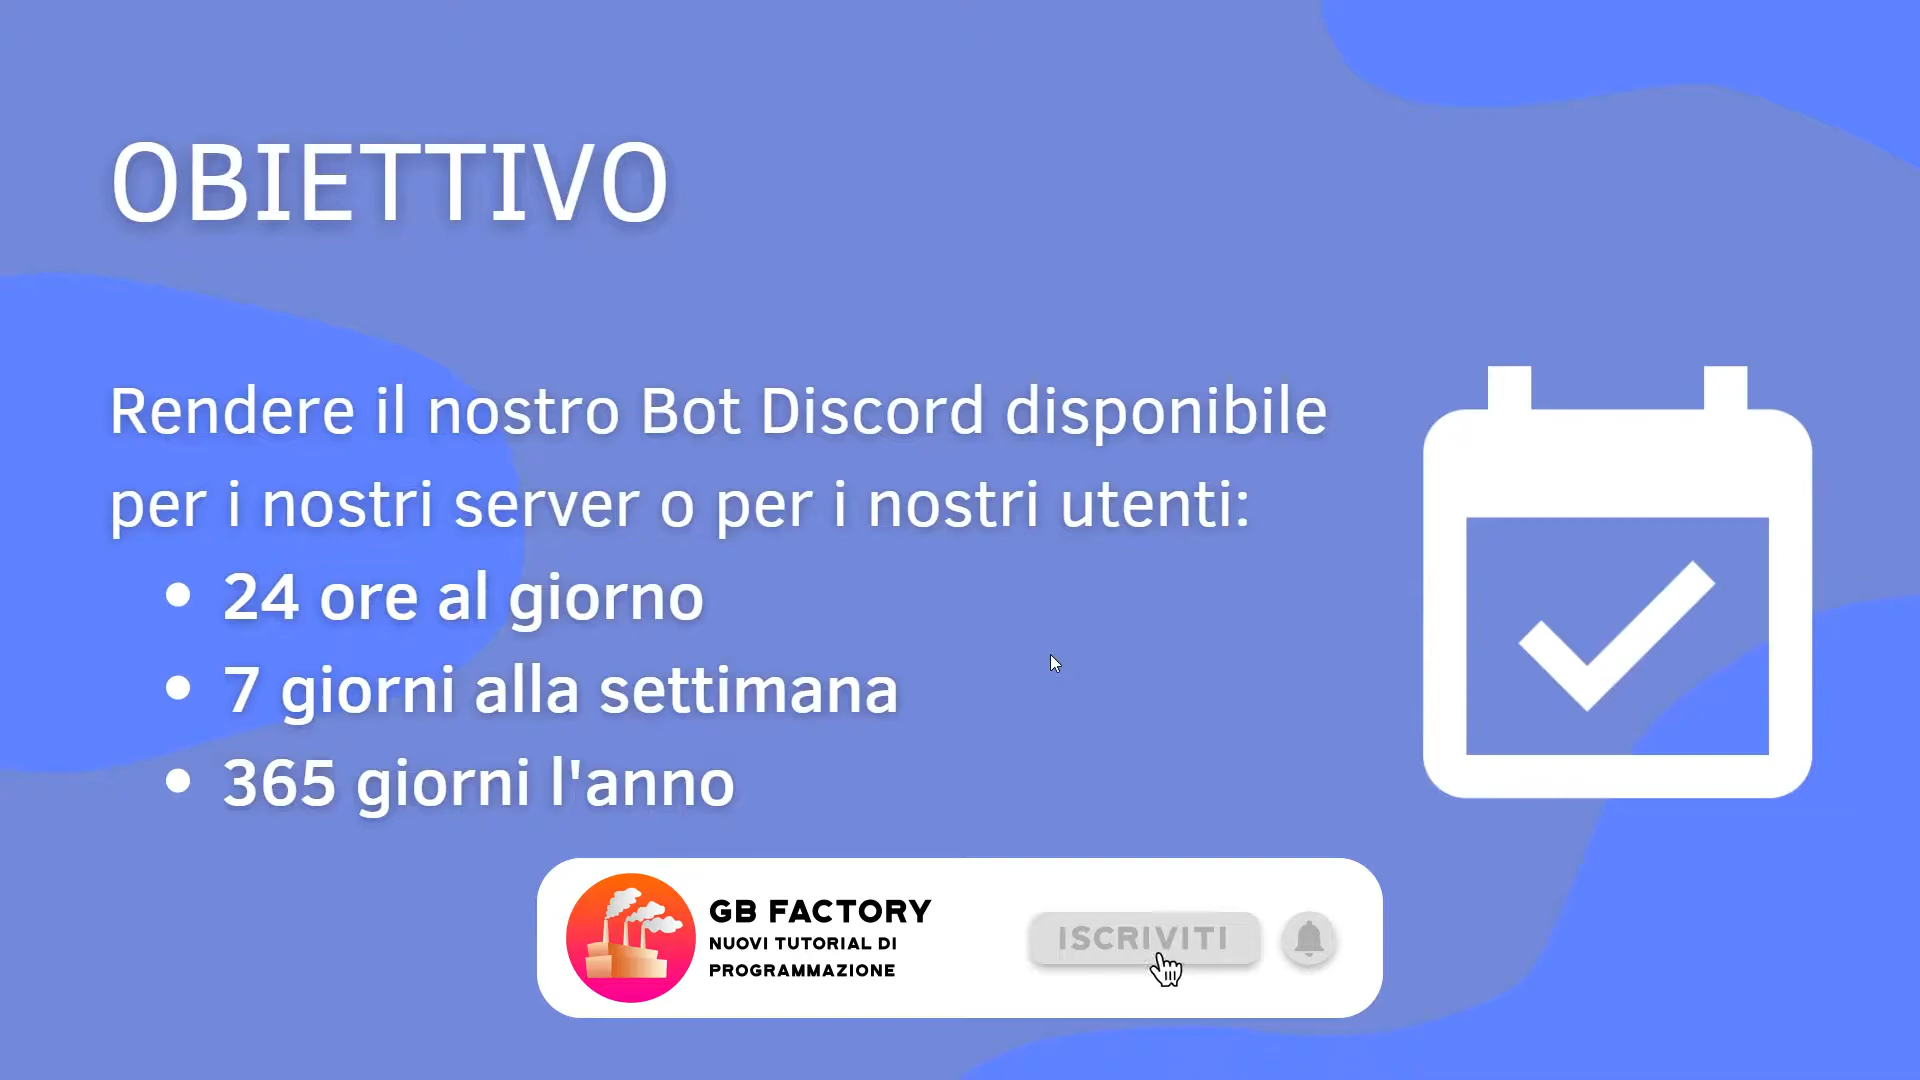 OBIETTIVO
Rendere il nostro Bot Discord disponibile
per i nostri server o per i nostri utenti:
• 24 ore al giorno
• 7 giorni alla settimana
• 365 giorni l'anno
GB FACTORY
NUOVI TUTORIAL DI
PROGRAMMAZIONE
ISCRIVITI